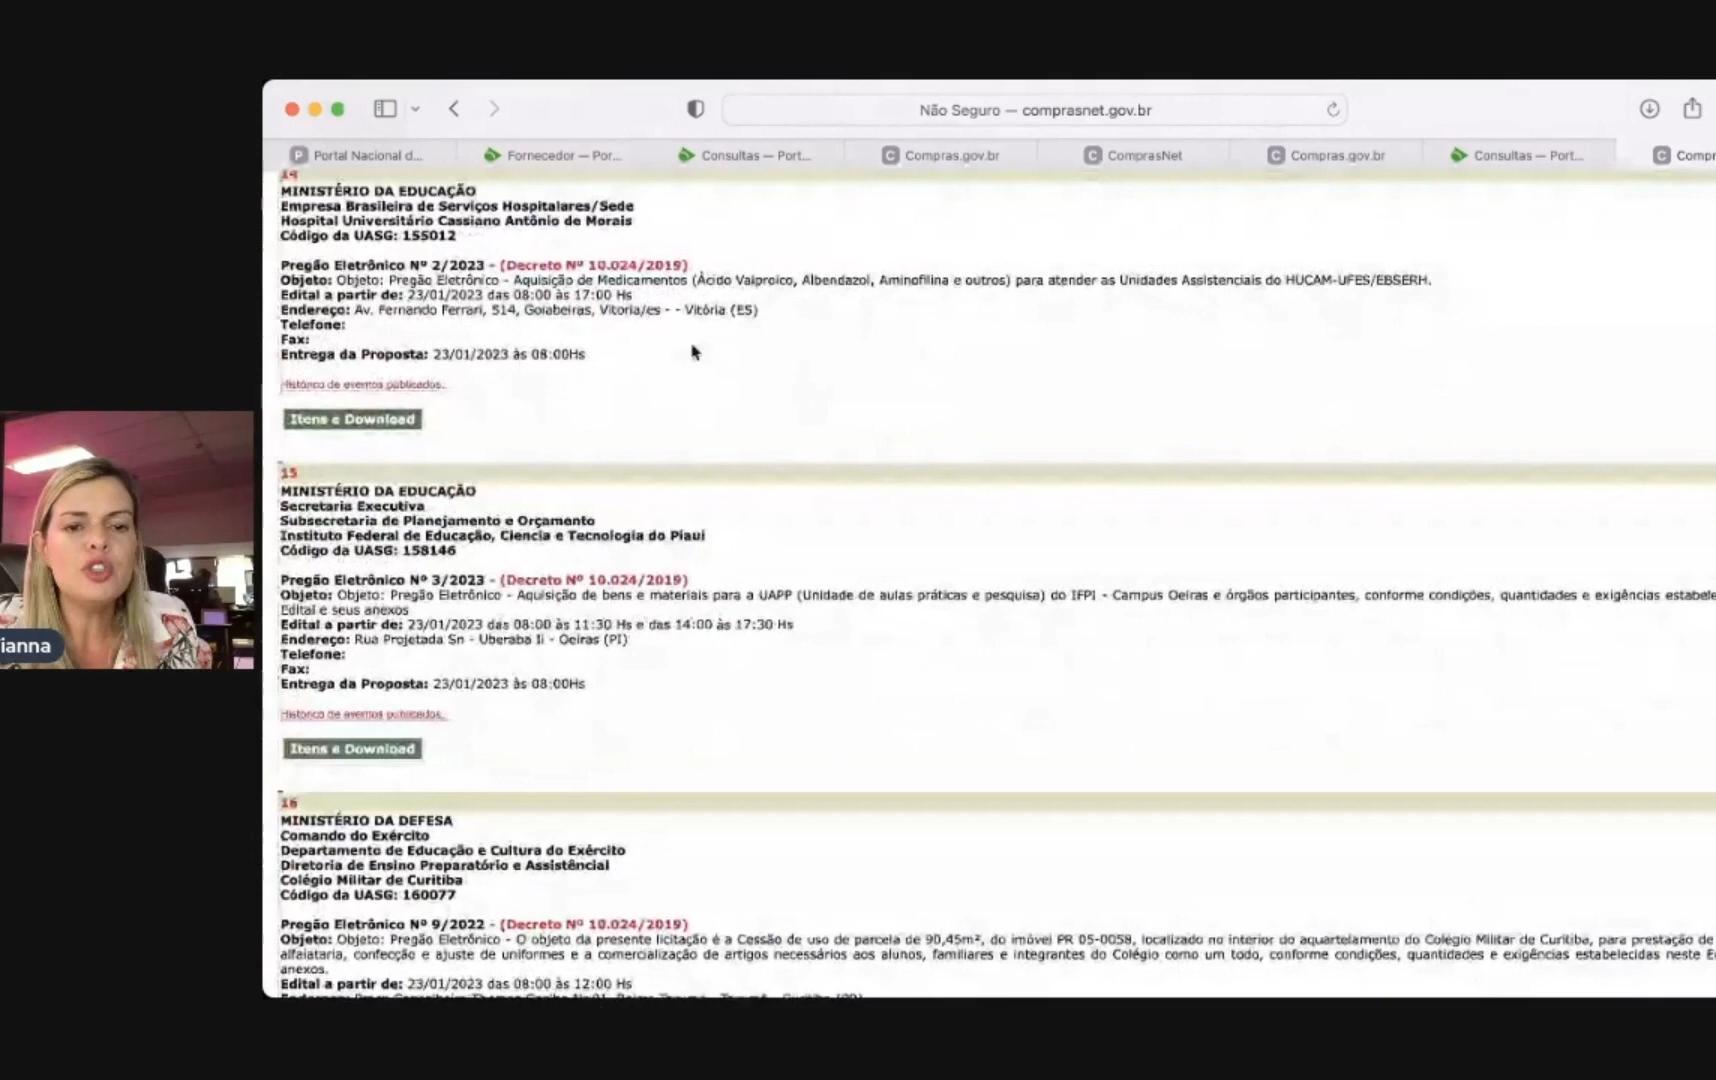 Não Seguro — comprasnet.gov.br
Portal Nacional d...
Fornecedor — Por...
Consultas — Port...
Compras.gov.br
ComprasNet
Compras.gov.br
Consultas — Port...
Compr
14
MINISTÉRIO DA EDUCAÇÃO
Empresa Brasileira de Serviços Hospitalares/Sede
Hospital Universitário Cassiano Antônio de Morais
Código da UASG: 155012
Pregão Eletrônico Nº 2/2023 - (Decreto Nº 10.024/2019)
Objeto: Objeto: Pregão Eletrônico - Aquisição de Medicamentos (Ácido Valproico, Albendazol, Aminofilina e outros) para atender as Unidades Assistenciais do HUCAM-UFES/EBSERH.
Edital a partir de: 23/01/2023 das 08:00 às 17:00 Hs
Endereço: Av. Fernando Ferrari, 514, Goiabeiras, Vitoria/es - - Vitória (ES)
Telefone:
Fax:
Entrega da Proposta: 23/01/2023 às 08:00Hs
Histórico de eventos publicados...
Itens e Download
15
MINISTÉRIO DA EDUCAÇÃO
Secretaria Executiva
Subsecretaria de Planejamento e Orçamento
Instituto Federal de Educação, Ciencia e Tecnologia do Piaui
Código da UASG: 158146
Pregão Eletrônico Nº 3/2023 - (Decreto Nº 10.024/2019)
Objeto: Objeto: Pregão Eletrônico - Aquisição de bens e materiais para a UAPP (Unidade de aulas práticas e pesquisa) do IFPI - Campus Oeiras e órgãos participantes, conforme condições, quantidades e exigências estabele
Edital e seus anexos
Edital a partir de: 23/01/2023 das 08:00 às 11:30 Hs e das 14:00 às 17:30 Hs
Endereço: Rua Projetada Sn - Uberaba Ii - Oeiras (PI)
Telefone:
Fax:
Entrega da Proposta: 23/01/2023 às 08:00Hs
Histórico de eventos publicados...
Itens e Download
ianna
16
MINISTÉRIO DA DEFESA
Comando do Exército
Departamento de Educação e Cultura do Exército
Diretoria de Ensino Preparatório e Assistêncial
Colégio Militar de Curitiba
Código da UASG: 160077
Pregão Eletrônico Nº 9/2022 - (Decreto Nº 10.024/2019)
Objeto: Objeto: Pregão Eletrônico - O objeto da presente licitação é a Cessão de uso de parcela de 90,45m², do imóvel PR 05-0058, localizado no interior do aquartelamento do Colégio Militar de Curitiba, para prestação de
alfaiataria, confecção e ajuste de uniformes e a comercialização de artigos necessários aos alunos, familiares e integrantes do Colégio como um todo, conforme condições, quantidades e exigências estabelecidas neste E
anexos.
Edital a partir de: 23/01/2023 das 08:00 às 12:00 Hs